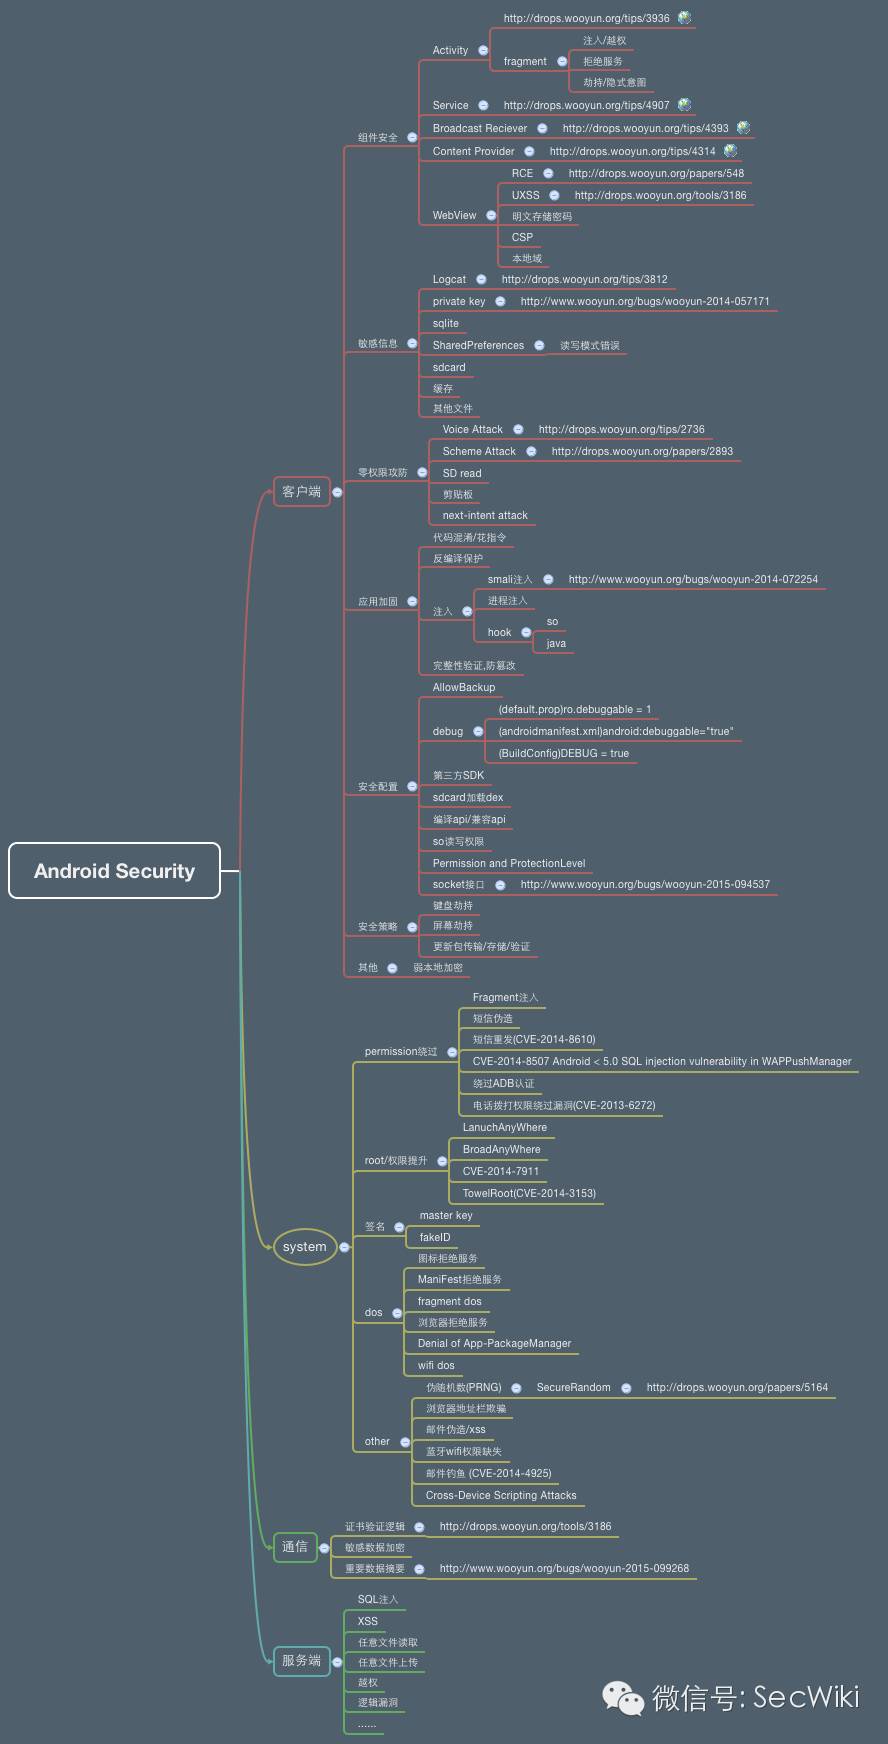 Android Security
客户端
组件安全
Activity
http://drops.wooyun.org/tips/3936
fragment
注入/越权
拒绝服务
劫持/隐式意图
Service
http://drops.wooyun.org/tips/4907
Broadcast Reciever
http://drops.wooyun.org/tips/4393
Content Provider
http://drops.wooyun.org/tips/4314
WebView
RCE
http://drops.wooyun.org/papers/548
UXSS
http://drops.wooyun.org/tools/3186
明文存储密码
CSP
本地域
敏感信息
Logcat
http://drops.wooyun.org/tips/3812
private key
http://www.wooyun.org/bugs/wooyun-2014-057171
sqlite
SharedPreferences
读写模式错误
sdcard
缓存
其他文件
零权限攻防
Voice Attack
http://drops.wooyun.org/tips/2736
Scheme Attack
http://drops.wooyun.org/papers/2893
SD read
剪贴板
next-intent attack
应用加固
代码混淆/花指令
反编译保护
注入
smali注入
http://www.wooyun.org/bugs/wooyun-2014-072254
进程注入
hook
so
java
完整性验证,防篡改
安全配置
AllowBackup
debug
(default.prop)ro.debuggable = 1
(androidmanifest.xml)android:debuggable="true"
(BuildConfig)DEBUG = true
第三方SDK
sdcard加载dex
编译api/兼容api
so读写权限
Permission and ProtectionLevel
socket接口
http://www.wooyun.org/bugs/wooyun-2015-094537
安全策略
键盘劫持
屏幕劫持
更新包传输/存储/验证
其他
弱本地加密
system
permission绕过
Fragment注入
短信伪造
短信重发(CVE-2014-8610)
CVE-2014-8507 Android < 5.0 SQL injection vulnerability in WAPPushManager
绕过ADB认证
电话拨打权限绕过漏洞(CVE-2013-6272)
root/权限提升
LanuchAnyWhere
BroadAnyWhere
CVE-2014-7911
TowelRoot(CVE-2014-3153)
签名
master key
fakeID
dos
图标拒绝服务
ManiFest拒绝服务
fragment dos
浏览器拒绝服务
Denial of App-PackageManager
wifi dos
other
伪随机数(PRNG)
SecureRandom
http://drops.wooyun.org/papers/5164
浏览器地址栏欺骗
邮件伪造/xss
蓝牙wifi权限缺失
邮件钓鱼 (CVE-2014-4925)
Cross-Device Scripting Attacks
通信
证书验证逻辑
http://drops.wooyun.org/tools/3186
敏感数据加密
重要数据摘要
http://www.wooyun.org/bugs/wooyun-2015-099268
服务端
SQL注入
XSS
任意文件读取
任意文件上传
越权
逻辑漏洞
......
微信号: SecWiki